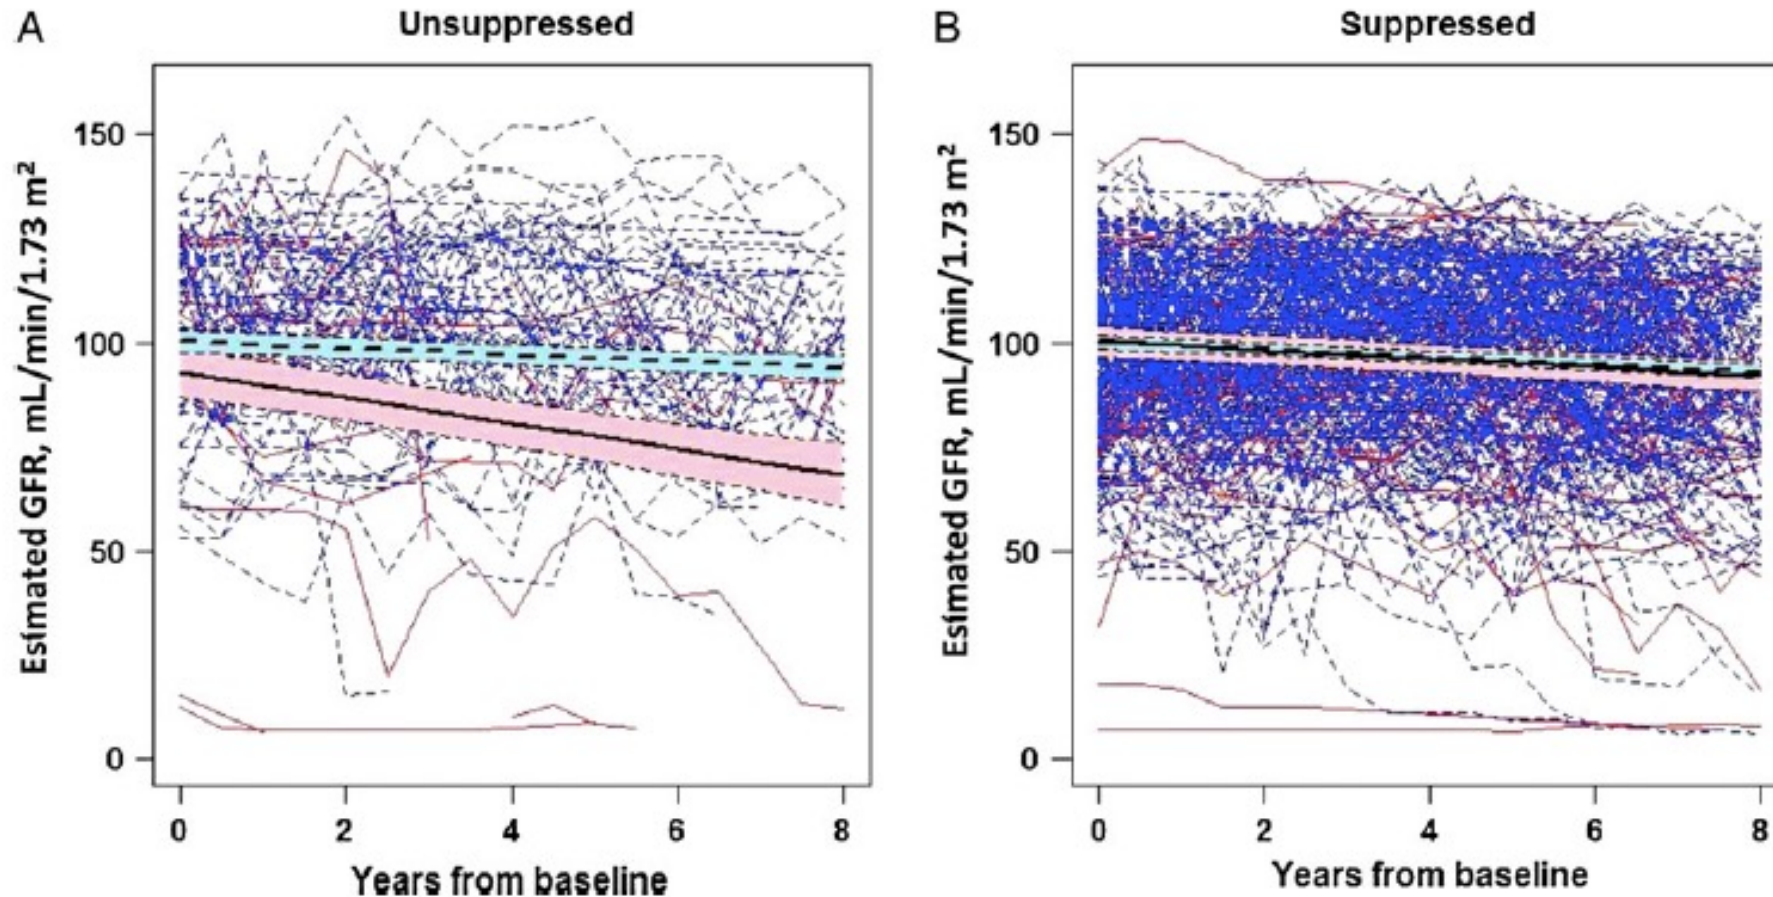 A
Unsuppressed
Esímated GFR, mL/min/1.73 m²
150
100
50
0
0 2 4 6 8
Years from baseline
B
Suppressed
Esímated GFR, mL/min/1.73 m²
150
100
50
0
0 2 4 6 8
Years from baseline